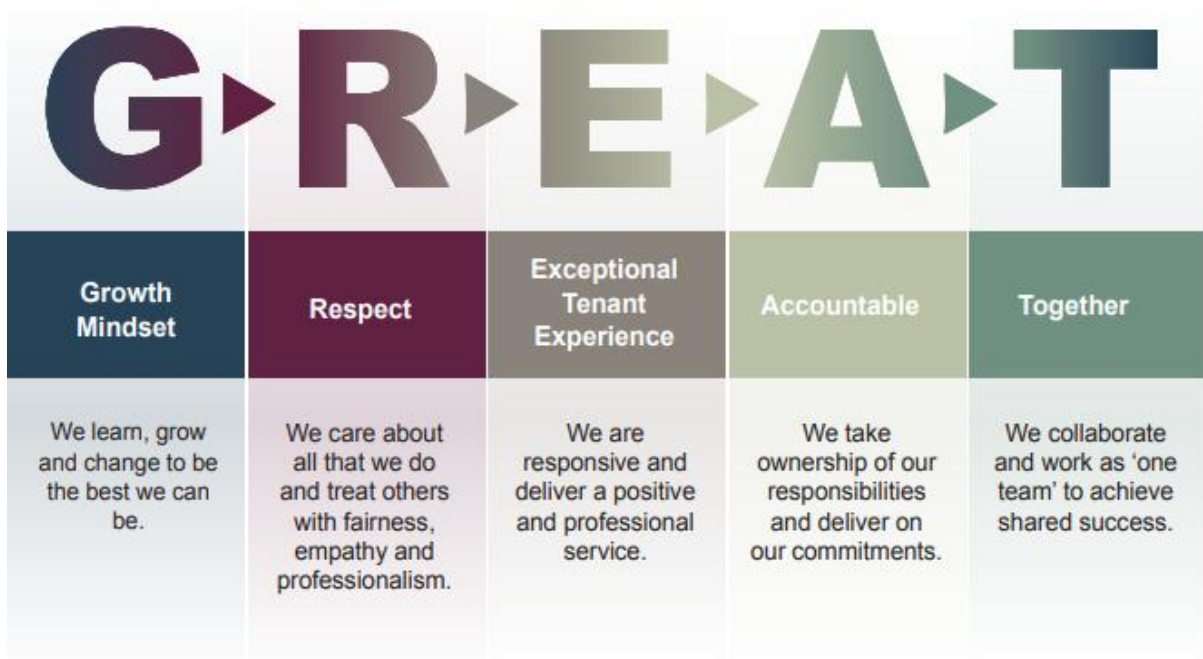 G R E A T
Growth
Mindset
We learn, grow
and change to be
the best we can
be.
Respect
We care about
all that we do
and treat others
with fairness,
empathy and
professionalism.
Exceptional
Tenant
Experience
We are
responsive and
deliver a positive
and professional
service.
Accountable
We take
ownership of our
responsibilities
and deliver on
our commitments.
Together
We collaborate
and work as ‘one
team’ to achieve
shared success.